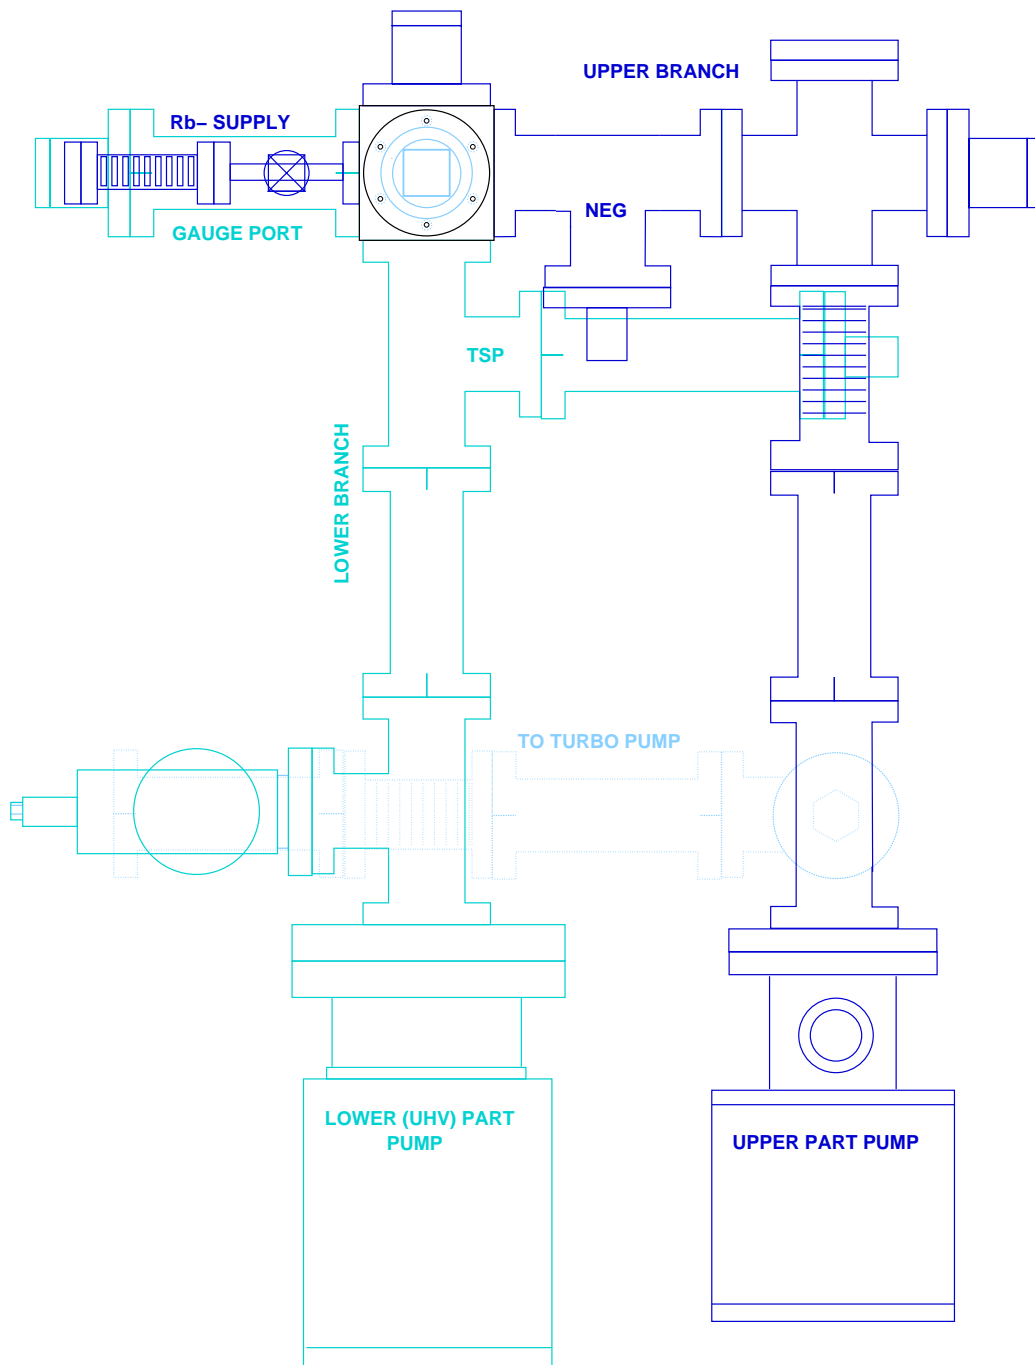 UPPER BRANCH
Rb– SUPPLY
NEG
GAUGE PORT
TSP
LOWER BRANCH
TO TURBO PUMP
LOWER (UHV) PART
PUMP
UPPER PART PUMP